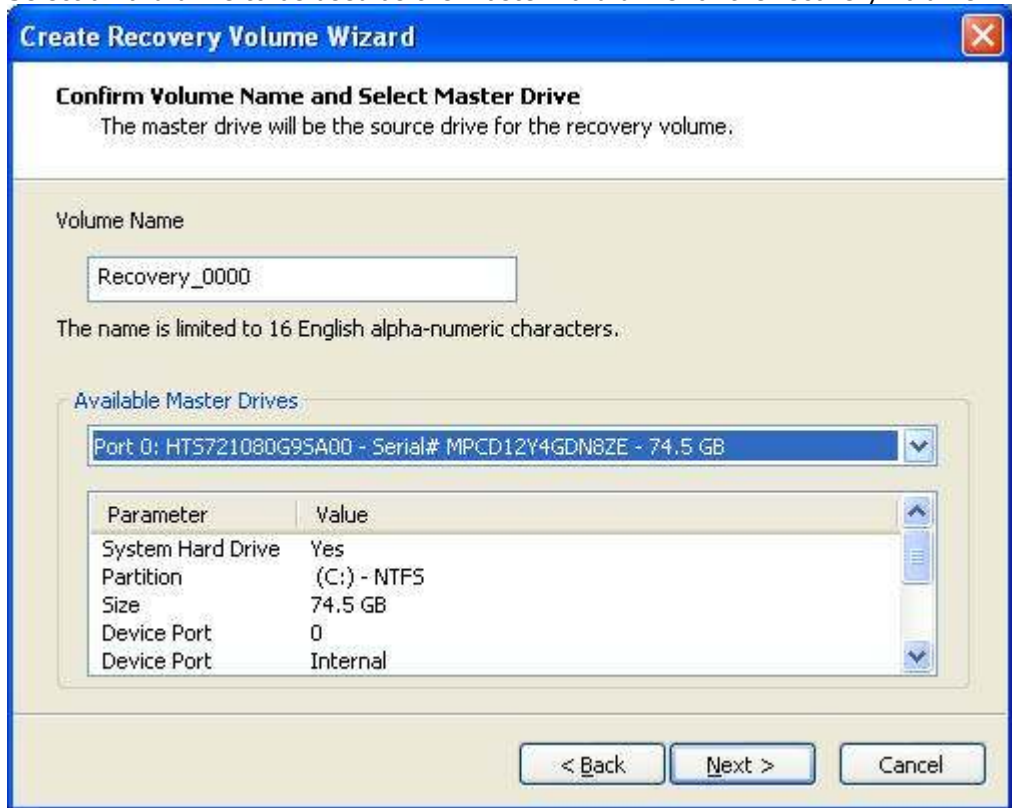 Create Recovery Volume Wizard
Confirm Volume Name and Select Master Drive
The master drive will be the source drive for the recovery volume.
Volume Name
Recovery_0000
The name is limited to 16 English alpha-numeric characters.
Available Master Drives
Port 0: HTS721080G9SA00 - Serial# MPCD12Y4GDN8ZE - 74.5 GB
Parameter Value
System Hard Drive Yes
Partition (C:) - NTFS
Size 74.5 GB
Device Port 0
Device Port Internal
< Back Next > Cancel